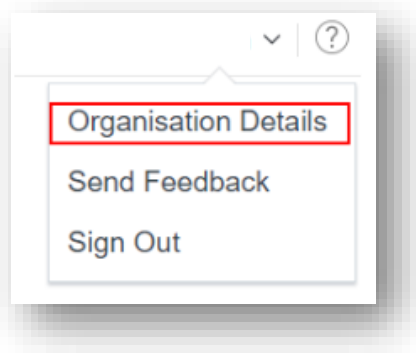 ?
Organisation Details
Send Feedback
Sign Out